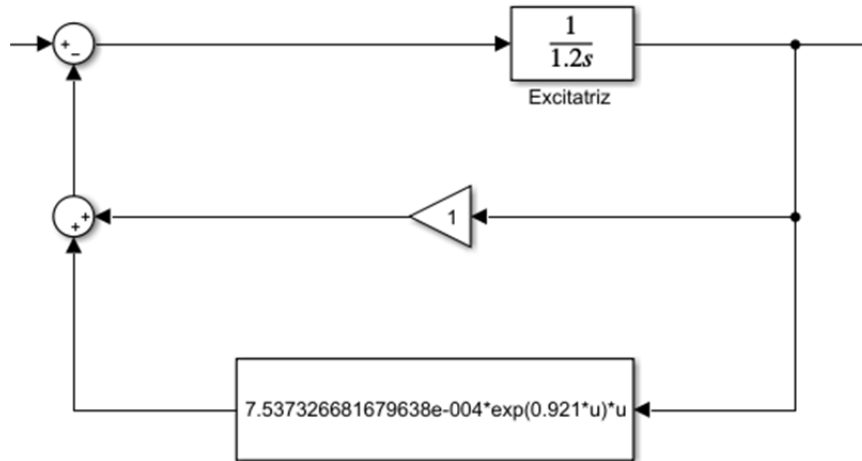 +
−
1
1.2s
Excitatriz
+
+
1
7.537326681679638e-004*exp(0.921*u)*u